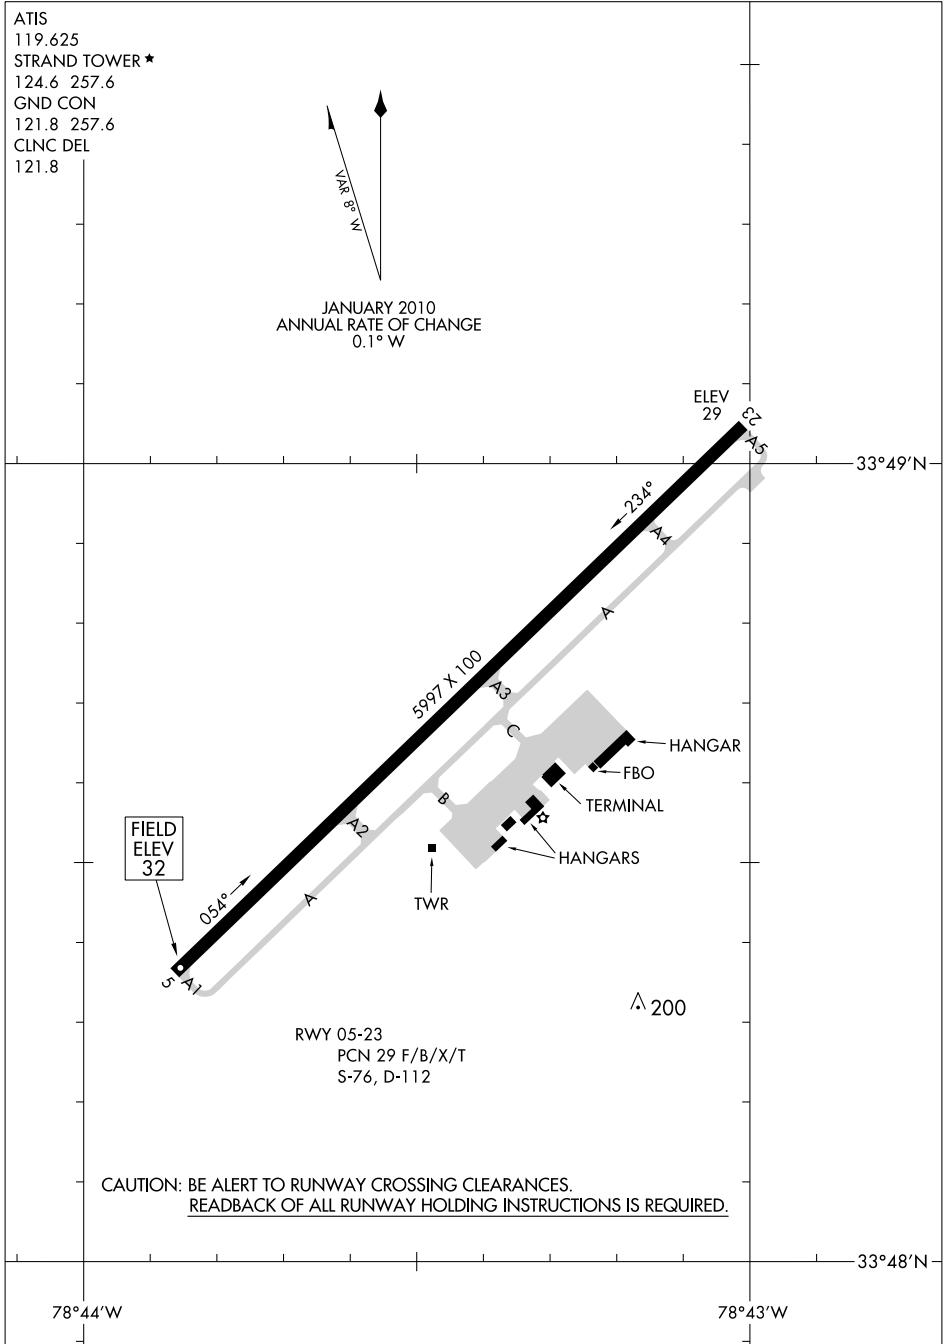 ATIS
119.625
STRAND TOWER ★
124.6 257.6
GND CON
121.8 257.6
CLNC DEL
121.8
VAR 8° W
JANUARY 2010
ANNUAL RATE OF CHANGE
0.1° W
ELEV
29
23
A5
33°49'N
234°
A4
A
5997 X 100
A3
C
HANGAR
FBO
TERMINAL
B
A2
HANGARS
FIELD
ELEV
32
TWR
054°
A
5
A1
200
RWY 05-23
PCN 29 F/B/X/T
S-76, D-112
CAUTION: BE ALERT TO RUNWAY CROSSING CLEARANCES.
READBACK OF ALL RUNWAY HOLDING INSTRUCTIONS IS REQUIRED.
33°48'N
78°44'W
78°43'W